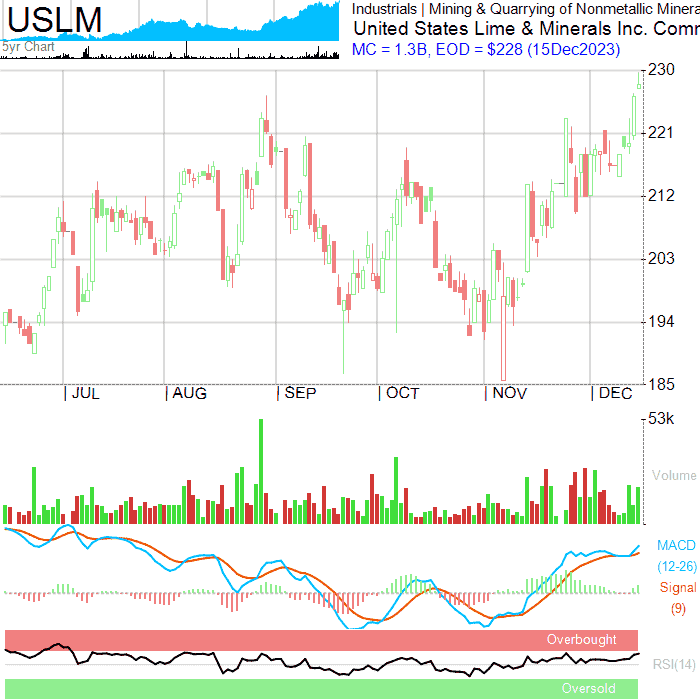 USLM
5yr Chart
Industrials | Mining & Quarrying of Nonmetallic Minera
United States Lime & Minerals Inc. Comm
MC = 1.3B, EOD = $228 (15Dec2023)
230
221
212
203
194
185
JUL AUG SEP OCT NOV DEC
53k
Volume
MACD
(12-26)
Signal
(9)
Overbought
RSI(14)
Oversold